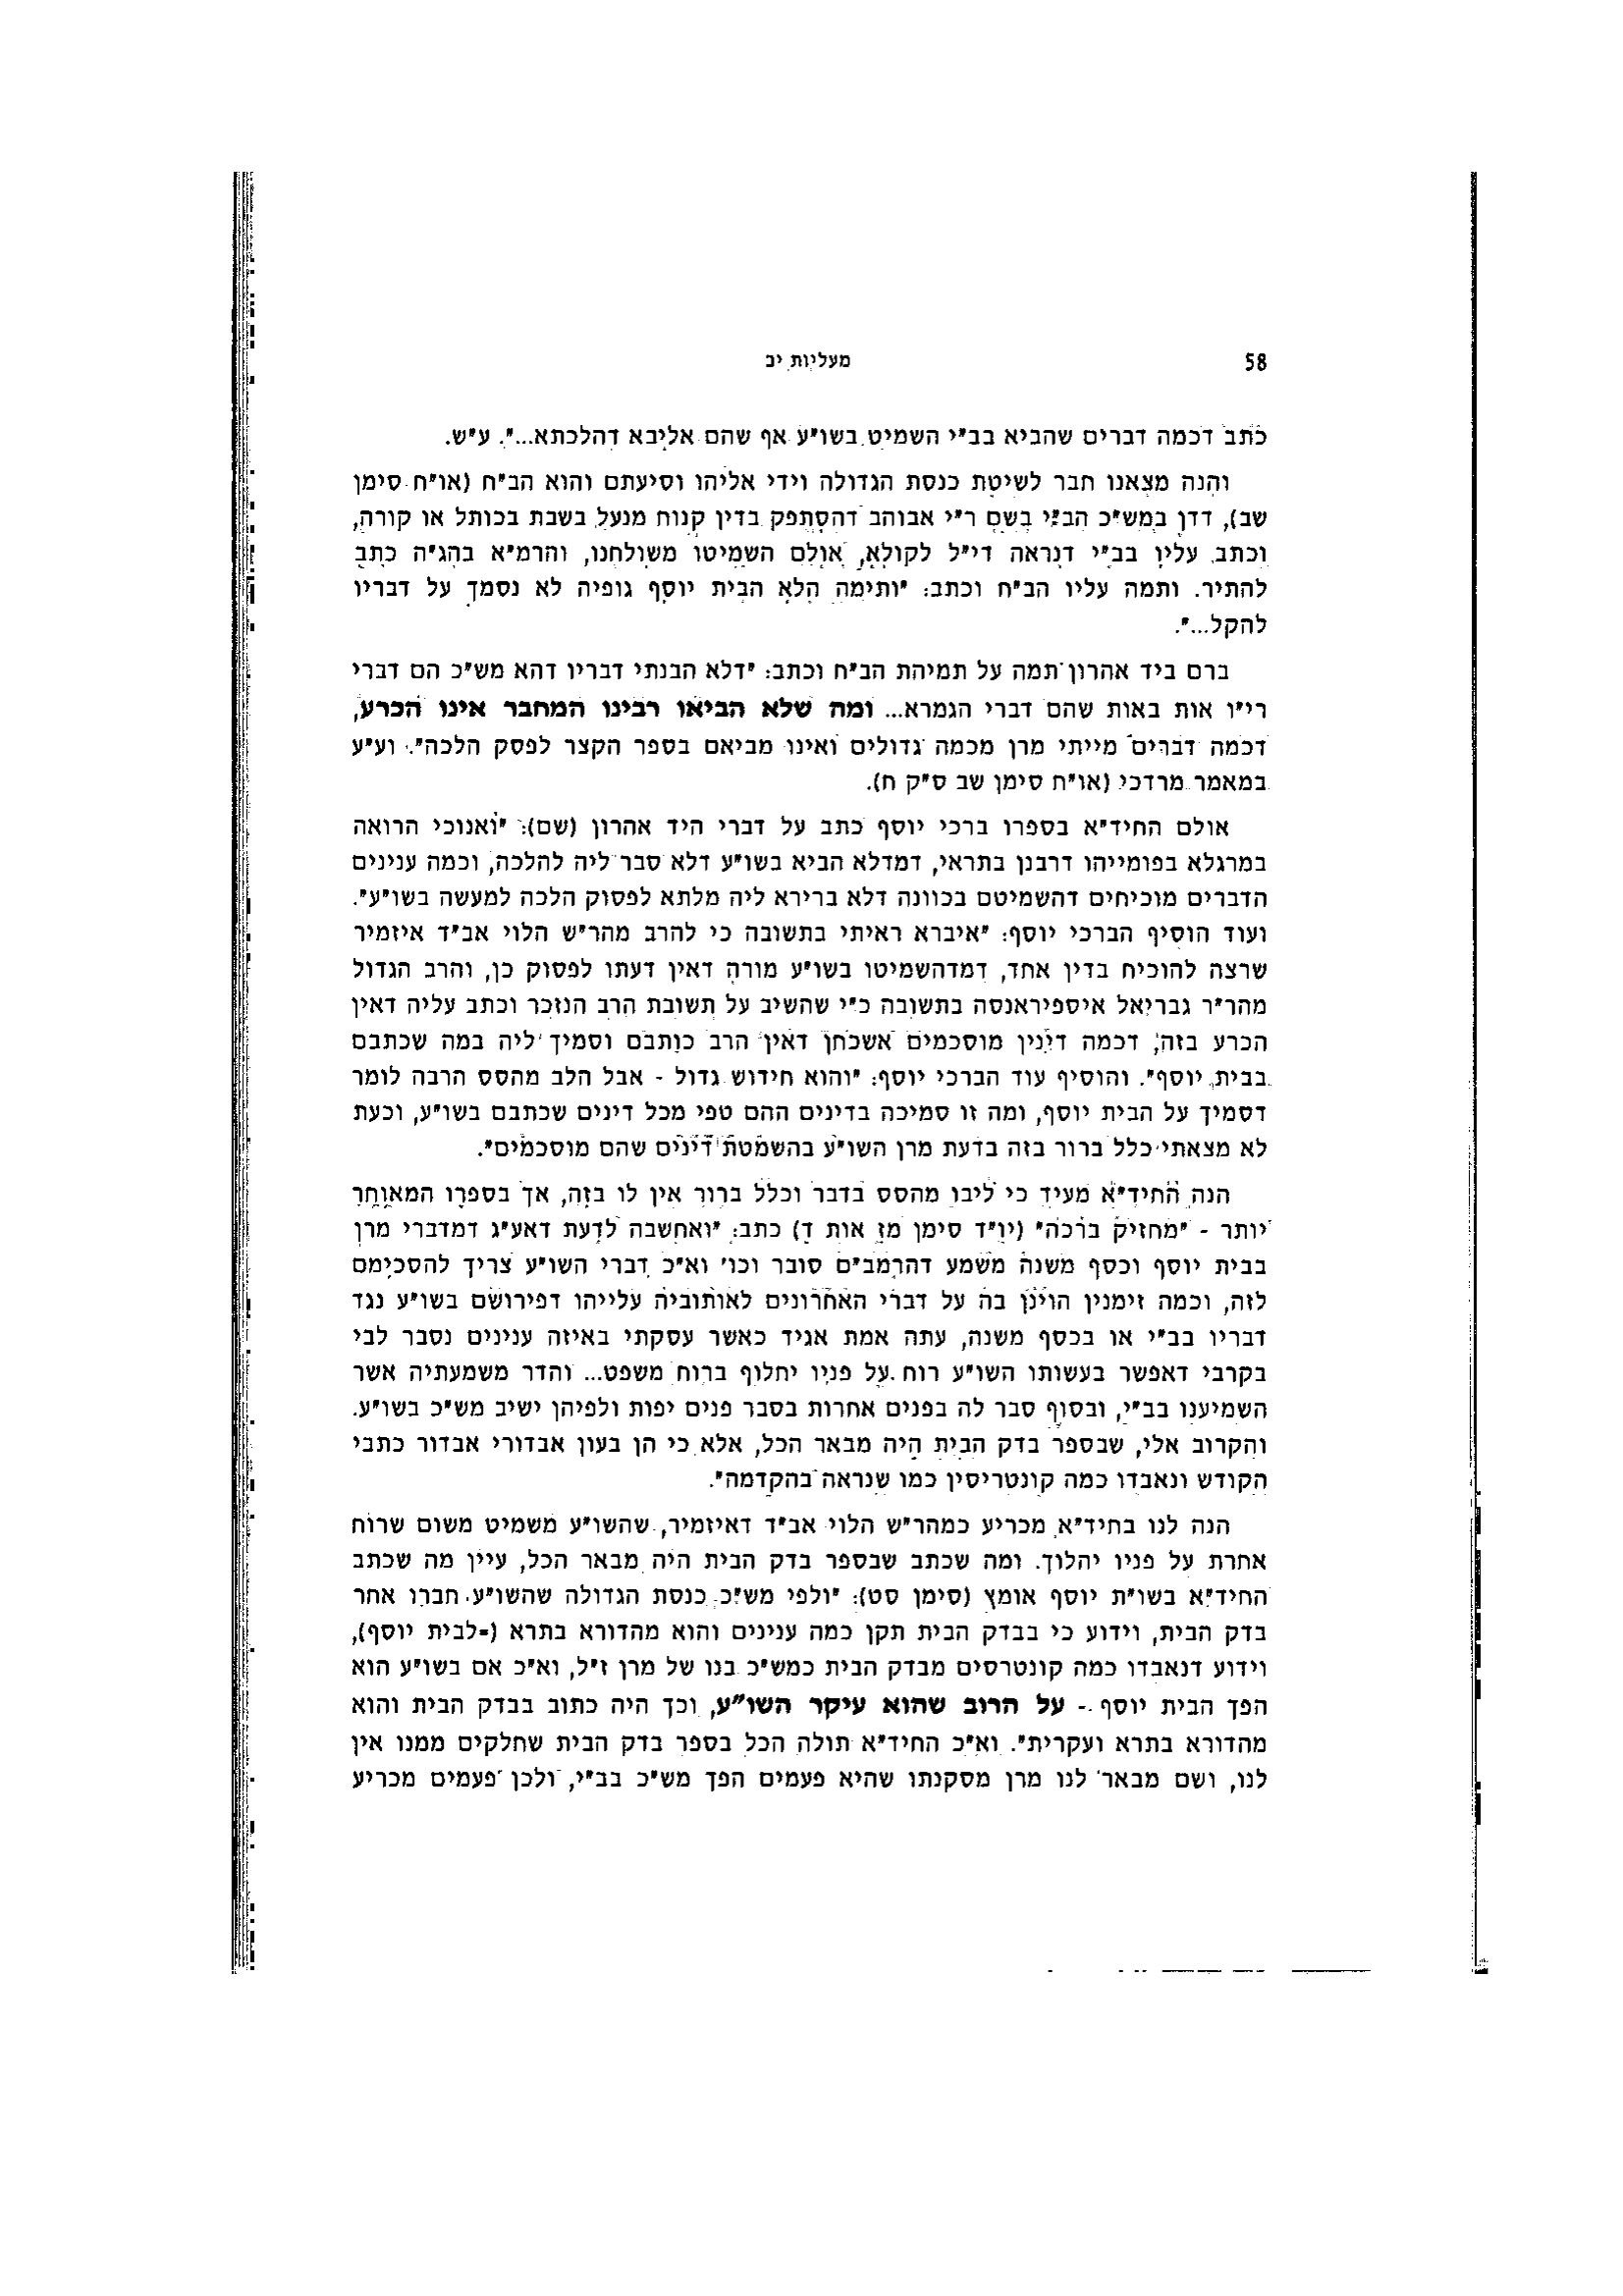 58
מעליות יב
כתב דכמה דברים שהביא בב"י השמיט בשו"ע אף שהם אליבא דהלכתא...". ע"ש.
והנה מצאנו חבר לשיטת כנסת הגדולה וידי אליהו וסיעתם והוא הב"ח (או"ח סימן
שב), דדן במש"כ הב"י בשם ר"י אבוהב דהסתפק בדין קנוח מנעל בשבת בכותל או קורה,
וכתב עליו בב"י דנראה די"ל לקולא, אולם השמיטו משולחנו, והרמ"א בהג"ה כתב
להתיר. ותמה עליו הב"ח וכתב: "ותימה הלא הבית יוסף גופיה לא נסמך על דבריו
להקל...".
ברם ביד אהרון תמה על תמיהת הב"ח וכתב: "דלא הבנתי דבריו דהא מש"כ הם דברי
רי"ו אות באות שהם דברי הגמרא... ומה שלא הביאו רבינו המחבר אינו הכרע,
דכמה דברים מייתי מרן מכמה גדולים ואינו מביאם בספר הקצר לפסק הלכה". וע"ע
במאמר מרדכי (או"ח סימן שב ס"ק ח).
אולם החיד"א בספרו ברכי יוסף כתב על דברי היד אהרון (שם): "ואנוכי הרואה
במרגלא בפומייהו דרבנן בתראי, דמדלא הביא בשו"ע דלא סבר ליה להלכה, וכמה ענינים
הדברים מוכיחים דהשמיטם בכוונה דלא ברירא ליה מלתא לפסוק הלכה למעשה בשו"ע".
ועוד הוסיף הברכי יוסף: "איברא ראיתי בתשובה כי להרב מהר"ש הלוי אב"ד איזמיר
שרצה להוכיח בדין אחד, דמדהשמיטו בשו"ע מורה דאין דעתו לפסוק כן, והרב הגדול
מהר"ר גבריאל איספיראנסה בתשובה כ"י שהשיב על תשובת הרב הנזכר וכתב עליה דאין
הכרע בזה, דכמה דינין מוסכמים אשכחן דאין הרב כותבם וסמיך ליה במה שכתבם
בבית יוסף". והוסיף עוד הברכי יוסף: "והוא חידוש גדול - אבל הלב מהסס הרבה לומר
דסמיך על הבית יוסף, ומה זו סמיכה בדינים ההם טפי מכל דינים שכתבם בשו"ע, וכעת
לא מצאתי כלל ברור בזה בדעת מרן השו"ע בהשמטת דינים שהם מוסכמים".
הנה החיד"א מעיד כי ליבו מהסס בדבר וכלל ברור אין לו בזה, אך בספרו המאוחר
יותר - "מחזיק ברכה" (יו"ד סימן מז אות ד) כתב: "ואחשבה לדעת דאע"ג דמדברי מרן
בבית יוסף וכסף משנה משמע דהרמב"ם סובר וכו' וא"כ דברי השו"ע צריך להסכימם
לזה, וכמה זימנין הוינן בה על דברי האחרונים לאותוביה עלייהו דפירושם בשו"ע נגד
דבריו בב"י או בכסף משנה, עתה אמת אגיד כאשר עסקתי באיזה ענינים נסבר לבי
בקרבי דאפשר בעשותו השו"ע רוח על פניו יחלוף ברוח משפט... והדר משמעתיה אשר
השמיענו בב"י, ובסוף סבר לה בפנים אחרות בסבר פנים יפות ולפיהן ישיב מש"כ בשו"ע.
והקרוב אלי, שבספר בדק הבית היה מבאר הכל, אלא כי הן בעון אבדורי אבדור כתבי
הקודש ונאבדו כמה קונטריסין כמו שנראה בהקדמה".
הנה לנו בחיד"א מכריע כמהר"ש הלוי אב"ד דאיזמיר, שהשו"ע משמיט משום שרוח
אחרת על פניו יהלוך. ומה שכתב שבספר בדק הבית היה מבאר הכל, עיין מה שכתב
החיד"א בשו"ת יוסף אומץ (סימן סט): "ולפי מש"כ כנסת הגדולה שהשו"ע חברו אחר
בדק הבית, וידוע כי בבדק הבית תקן כמה ענינים והוא מהדורא בתרא (=לבית יוסף),
וידוע דנאבדו כמה קונטרסים מבדק הבית כמש"כ בנו של מרן ז"ל, וא"כ אם בשו"ע הוא
הפך הבית יוסף - על הרוב שהוא עיקר השו"ע, וכך היה כתוב בבדק הבית והוא
מהדורא בתרא ועקרית". וא"כ החיד"א תולה הכל בספר בדק הבית שחלקים ממנו אין
לנו, ושם מבאר לנו מרן מסקנתו שהיא פעמים הפך מש"כ בב"י, ולכן פעמים מכריע